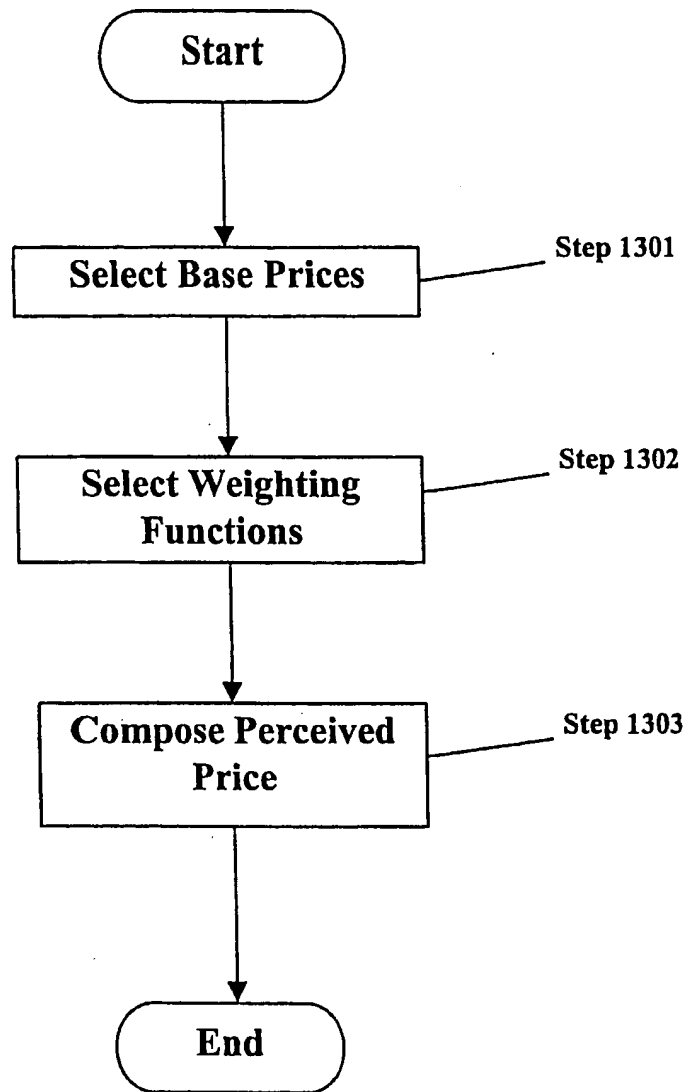 Start
Select Base Prices
Step 1301
Select Weighting
Functions
Step 1302
Compose Perceived
Price
Step 1303
End